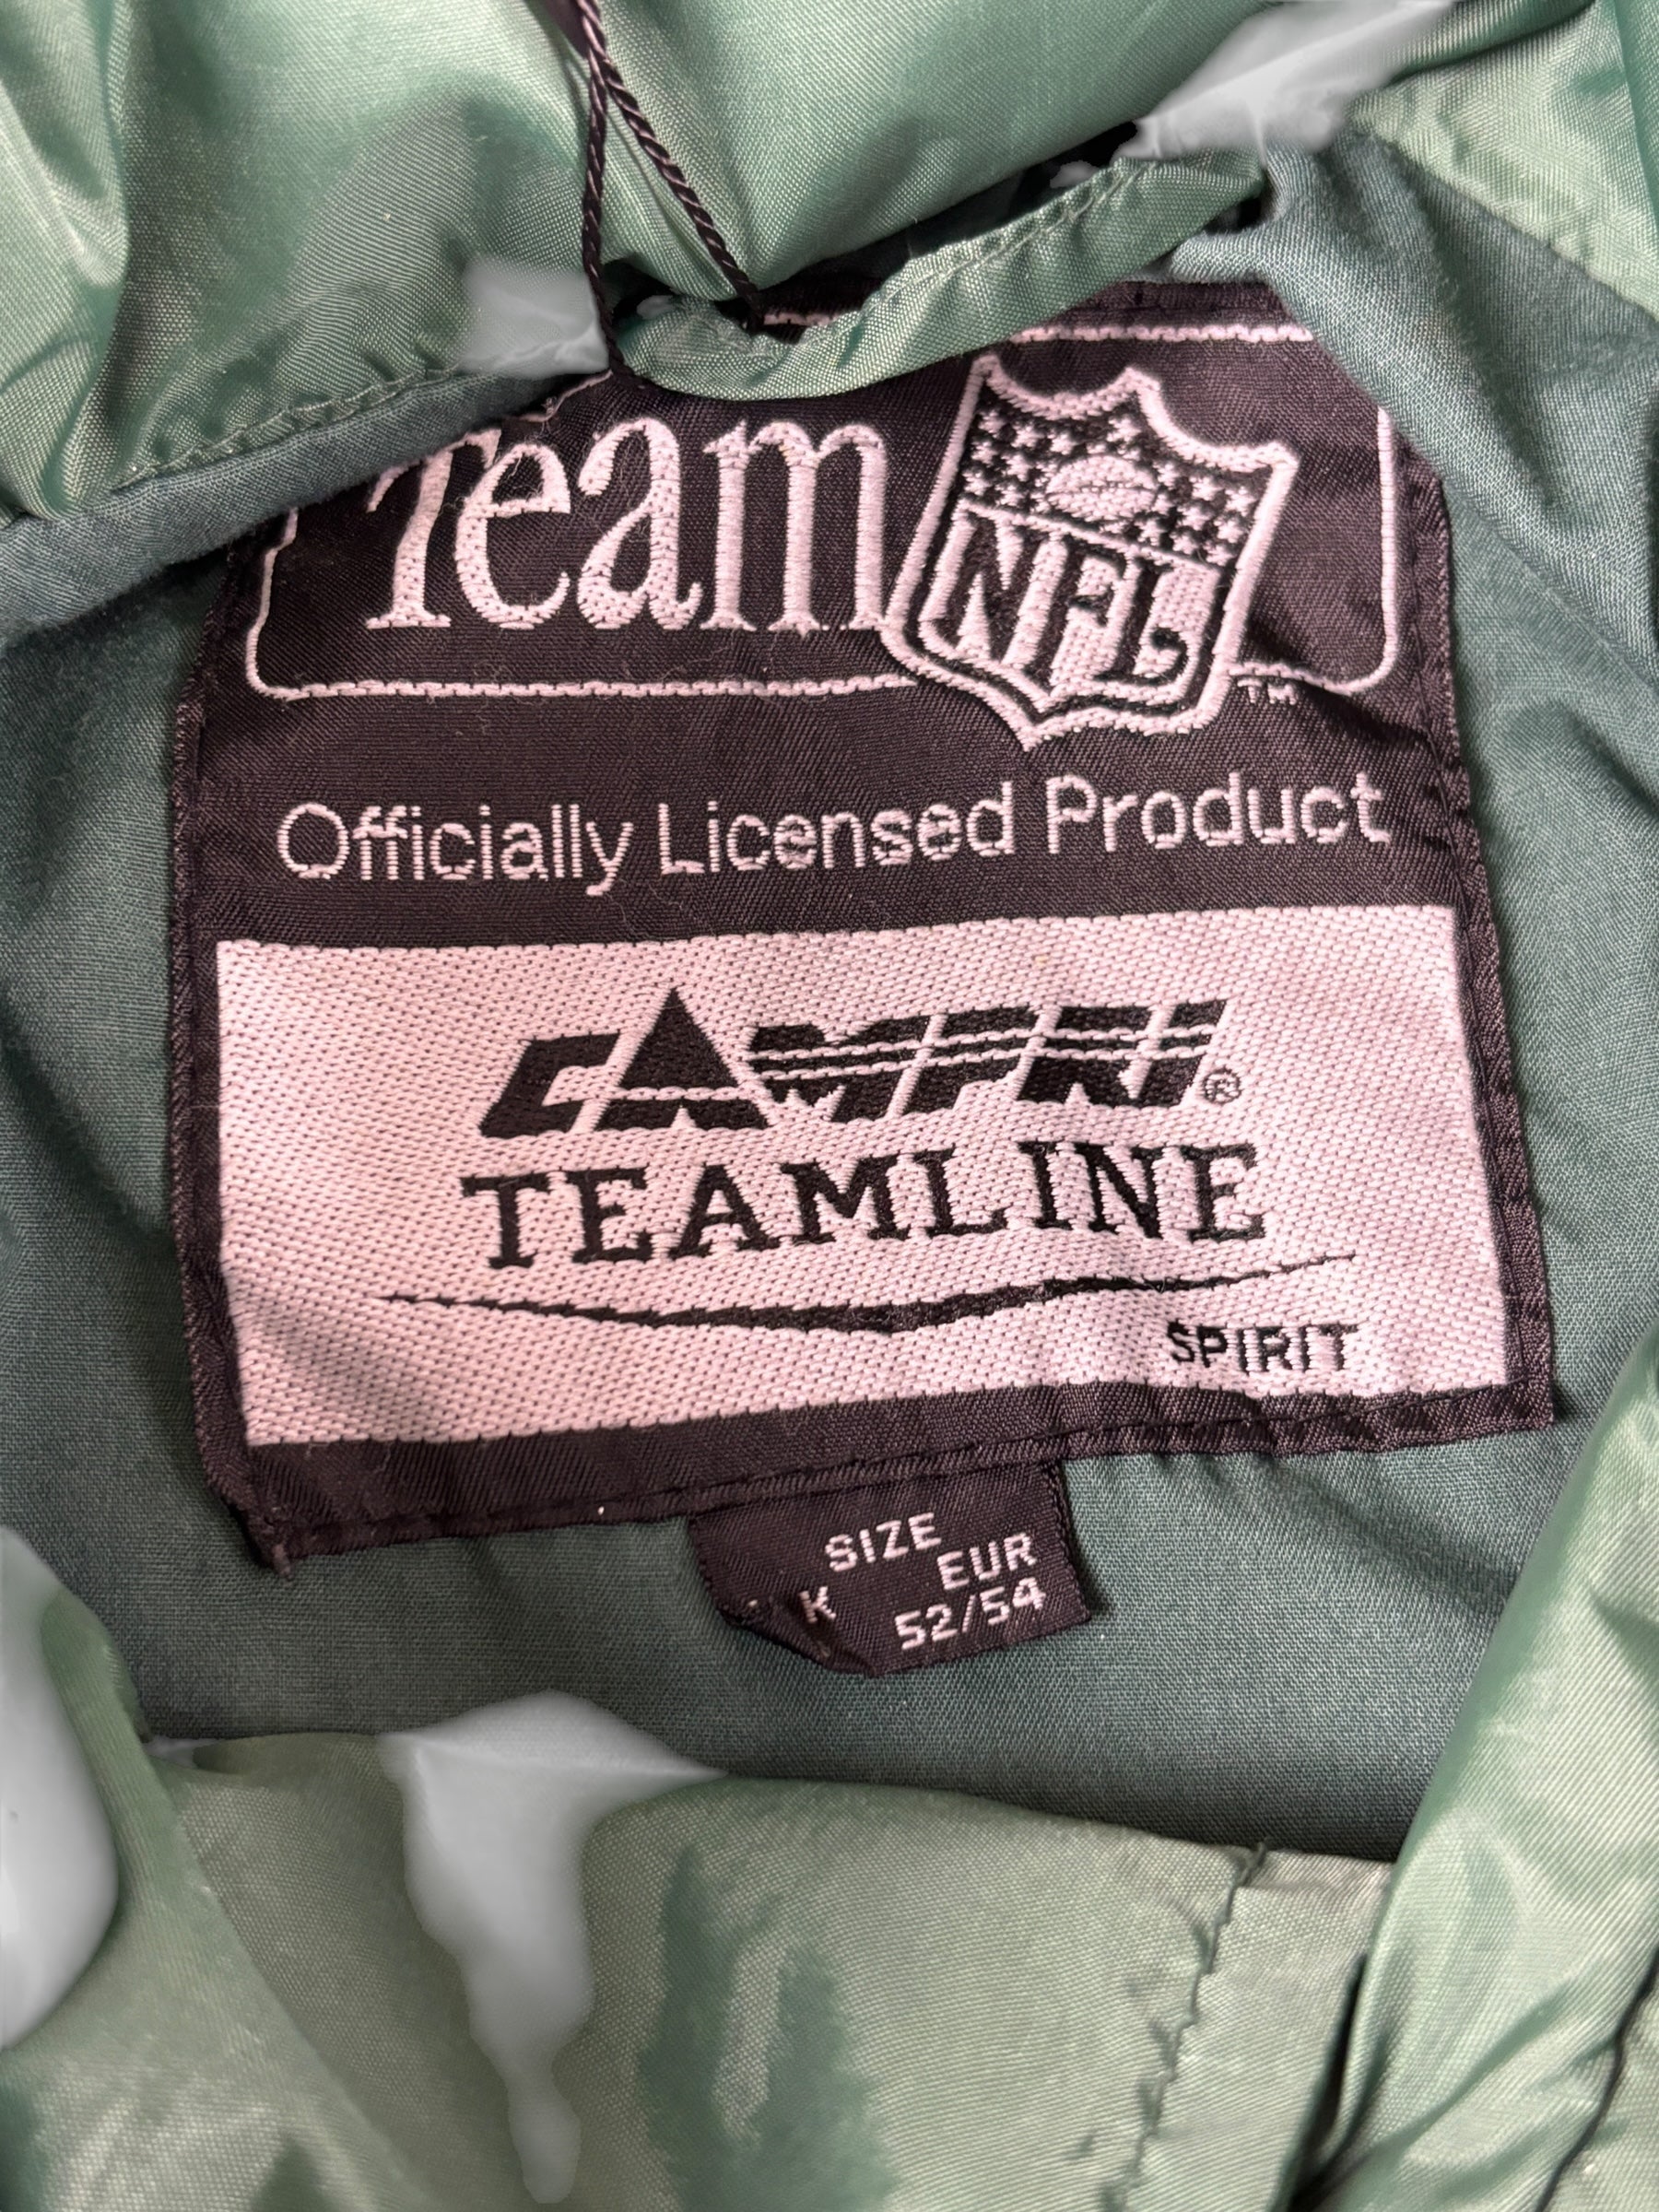 Team NFL TM
Officially Licensed Product
CAMPRI ®
TEAMLINE
SPIRIT
SIZE
K EUR
52/54